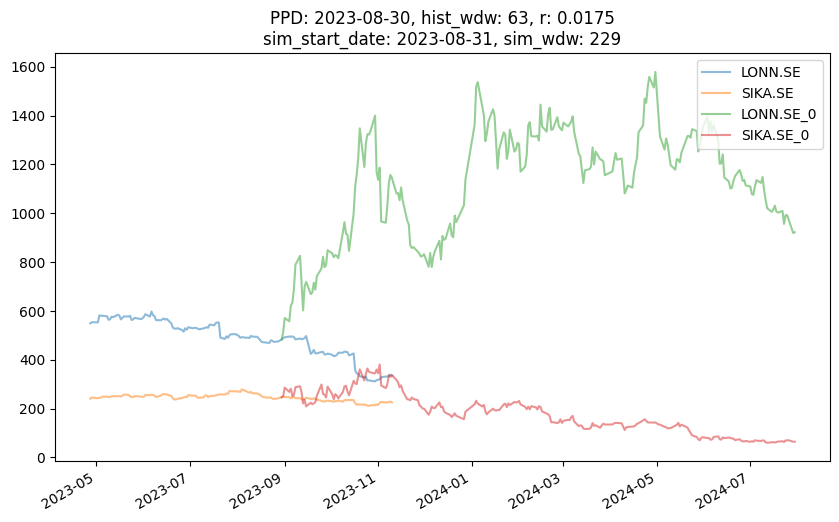 PPD: 2023-08-30, hist_wdw: 63, r: 0.0175
sim_start_date: 2023-08-31, sim_wdw: 229
LONN.SE
SIKA.SE
LONN.SE_0
SIKA.SE_0
1600
1400
1200
1000
800
600
400
200
0
2023-05
2023-07
2023-09
2023-11
2024-01
2024-03
2024-05
2024-07